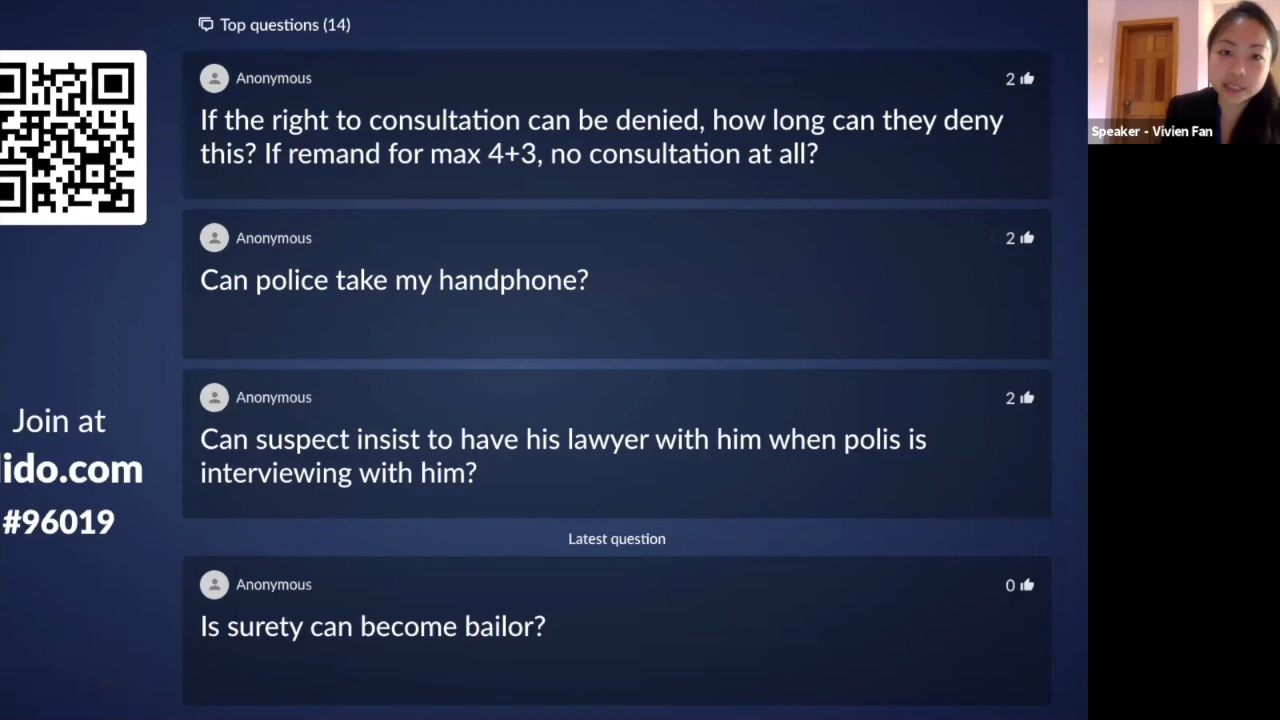 Top questions (14)
Anonymous
2
If the right to consultation can be denied, how long can they deny
this? If remand for max 4+3, no consultation at all?
Anonymous
2
Can police take my handphone?
Anonymous
2
Can suspect insist to have his lawyer with him when polis is
interviewing with him?
Latest question
Anonymous
0
Is surety can become bailor?
Join at
lido.com
#96019
Speaker - Vivien Fan